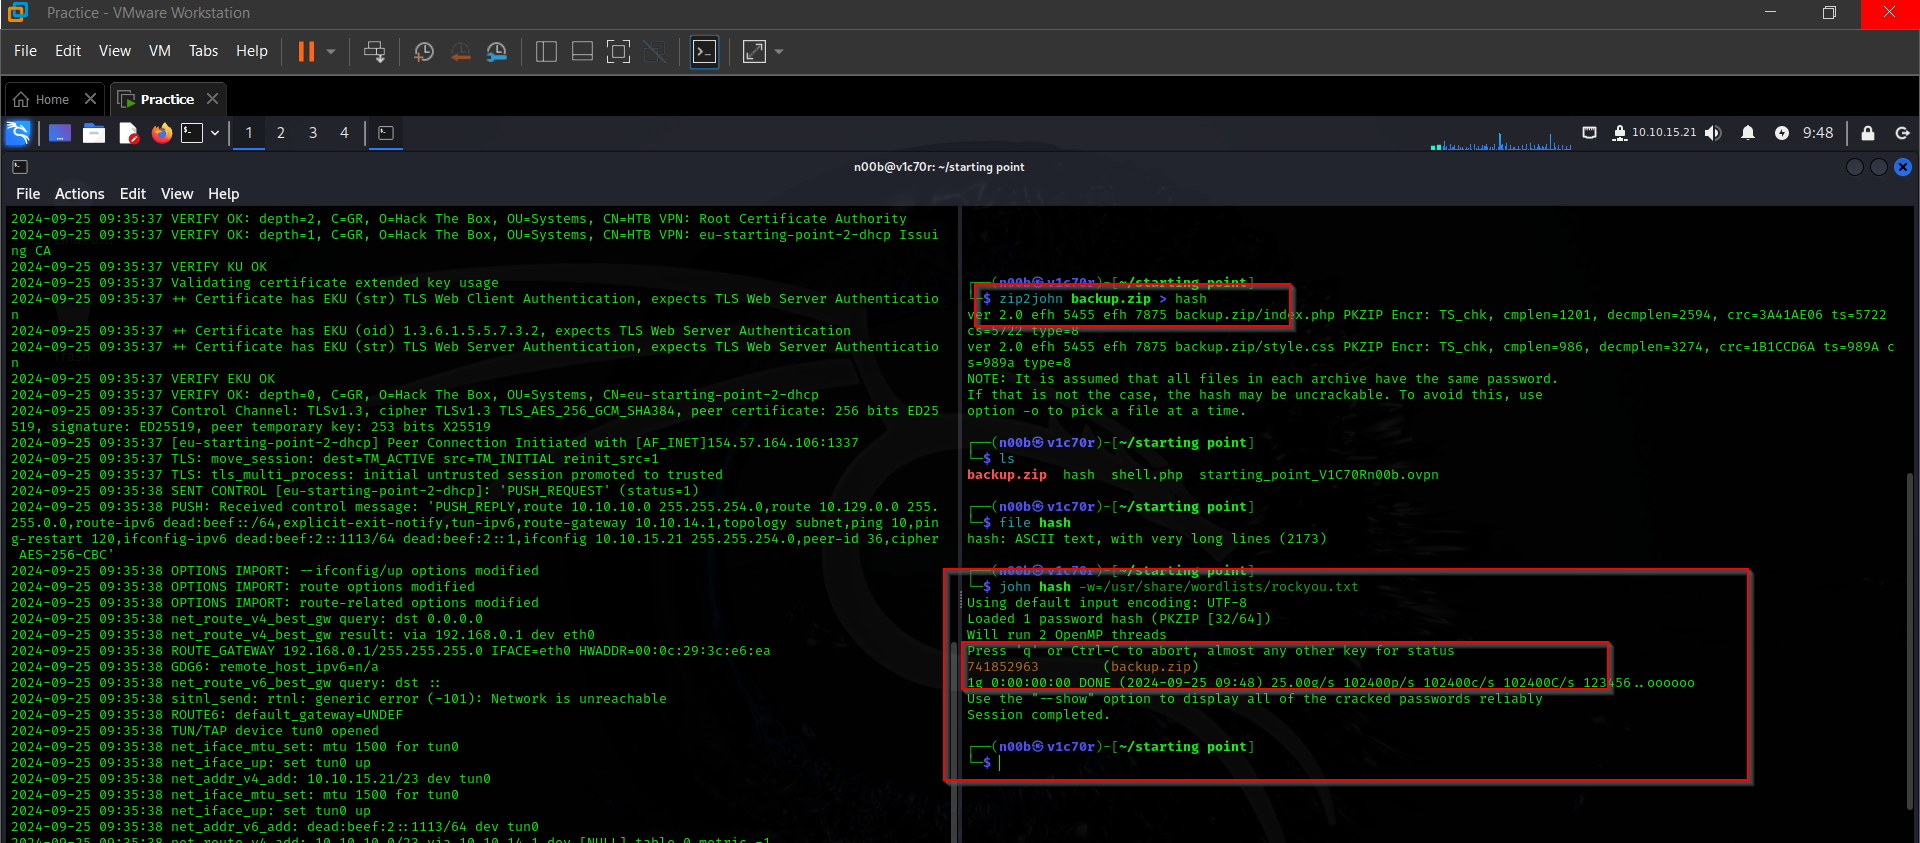 Practice - VMware Workstation
File Edit View VM Tabs Help
Home Practice
1 2 3 4 10.10.15.21 9:48
n00b@v1c70r: ~/starting point
File Actions Edit View Help
2024-09-25 09:35:37 VERIFY OK: depth=2, C=GR, O=Hack The Box, OU=Systems, CN=HTB VPN: Root Certificate Authority
2024-09-25 09:35:37 VERIFY OK: depth=1, C=GR, O=Hack The Box, OU=Systems, CN=HTB VPN: eu-starting-point-2-dhcp Issui
ng CA
2024-09-25 09:35:37 VERIFY KU OK
2024-09-25 09:35:37 Validating certificate extended key usage
2024-09-25 09:35:37 ++ Certificate has EKU (str) TLS Web Client Authentication, expects TLS Web Server Authenticatio
n
2024-09-25 09:35:37 ++ Certificate has EKU (oid) 1.3.6.1.5.5.7.3.2, expects TLS Web Server Authentication
2024-09-25 09:35:37 ++ Certificate has EKU (str) TLS Web Server Authentication, expects TLS Web Server Authenticatio
n
2024-09-25 09:35:37 VERIFY EKU OK
2024-09-25 09:35:37 VERIFY OK: depth=0, C=GR, O=Hack The Box, OU=Systems, CN=eu-starting-point-2-dhcp
2024-09-25 09:35:37 Control Channel: TLSv1.3, cipher TLSv1.3 TLS_AES_256_GCM_SHA384, peer certificate: 256 bits ED25
519, signature: ED25519, peer temporary key: 253 bits X25519
2024-09-25 09:35:37 [eu-starting-point-2-dhcp] Peer Connection Initiated with [AF_INET]154.57.164.106:1337
2024-09-25 09:35:37 TLS: move_session: dest=TM_ACTIVE src=TM_INITIAL reinit_src=1
2024-09-25 09:35:37 TLS: tls_multi_process: initial untrusted session promoted to trusted
2024-09-25 09:35:38 SENT CONTROL [eu-starting-point-2-dhcp]: 'PUSH_REQUEST' (status=1)
2024-09-25 09:35:38 PUSH: Received control message: 'PUSH_REPLY,route 10.10.10.0 255.255.254.0,route 10.129.0.0 255.
255.0.0,route-ipv6 dead:beef::/64,explicit-exit-notify,tun-ipv6,route-gateway 10.10.14.1,topology subnet,ping 10,pin
g-restart 120,ifconfig-ipv6 dead:beef:2::1113/64 dead:beef:2::1,ifconfig 10.10.15.21 255.255.254.0,peer-id 36,cipher
AES-256-CBC'
2024-09-25 09:35:38 OPTIONS IMPORT: --ifconfig/up options modified
2024-09-25 09:35:38 OPTIONS IMPORT: route options modified
2024-09-25 09:35:38 OPTIONS IMPORT: route-related options modified
2024-09-25 09:35:38 net_route_v4_best_gw query: dst 0.0.0.0
2024-09-25 09:35:38 net_route_v4_best_gw result: via 192.168.0.1 dev eth0
2024-09-25 09:35:38 ROUTE_GATEWAY 192.168.0.1/255.255.255.0 IFACE=eth0 HWADDR=00:0c:29:3c:e6:ea
2024-09-25 09:35:38 GDG6: remote_host_ipv6=n/a
2024-09-25 09:35:38 net_route_v6_best_gw query: dst ::
2024-09-25 09:35:38 sitnl_send: rtnl: generic error (-101): Network is unreachable
2024-09-25 09:35:38 ROUTE6: default_gateway=UNDEF
2024-09-25 09:35:38 TUN/TAP device tun0 opened
2024-09-25 09:35:38 net_iface_mtu_set: mtu 1500 for tun0
2024-09-25 09:35:38 net_iface_up: set tun0 up
2024-09-25 09:35:38 net_addr_v4_add: 10.10.15.21/23 dev tun0
2024-09-25 09:35:38 net_iface_mtu_set: mtu 1500 for tun0
2024-09-25 09:35:38 net_iface_up: set tun0 up
2024-09-25 09:35:38 net_addr_v6_add: dead:beef:2::1113/64 dev tun0
2024-09-25 09:35:38 net_route_v4_add: 10.10.10.0/23 via 10.10.14.1 dev [NULL] table 0 metric -1
(n00b㉿v1c70r)-[~/starting point]
$ zip2john backup.zip > hash
ver 2.0 efh 5455 efh 7875 backup.zip/index.php PKZIP Encr: TS_chk, cmplen=1201, decmplen=2594, crc=3A41AE06 ts=5722
cs=5722 type=8
ver 2.0 efh 5455 efh 7875 backup.zip/style.css PKZIP Encr: TS_chk, cmplen=986, decmplen=3274, crc=1B1CCD6A ts=989A c
s=989a type=8
NOTE: It is assumed that all files in each archive have the same password.
If that is not the case, the hash may be uncrackable. To avoid this, use
option -o to pick a file at a time.
(n00b㉿v1c70r)-[~/starting point]
$ ls
backup.zip hash shell.php starting_point_V1C70Rn00b.ovpn
(n00b㉿v1c70r)-[~/starting point]
$ file hash
hash: ASCII text, with very long lines (2173)
(n00b㉿v1c70r)-[~/starting point]
$ john hash -w=/usr/share/wordlists/rockyou.txt
Using default input encoding: UTF-8
Loaded 1 password hash (PKZIP [32/64])
Will run 2 OpenMP threads
Press 'q' or Ctrl-C to abort, almost any other key for status
741852963 (backup.zip)
1g 0:00:00:00 DONE (2024-09-25 09:48) 25.00g/s 102400p/s 102400c/s 102400C/s 123456..oooooo
Use the "--show" option to display all of the cracked passwords reliably
Session completed.
(n00b㉿v1c70r)-[~/starting point]
$